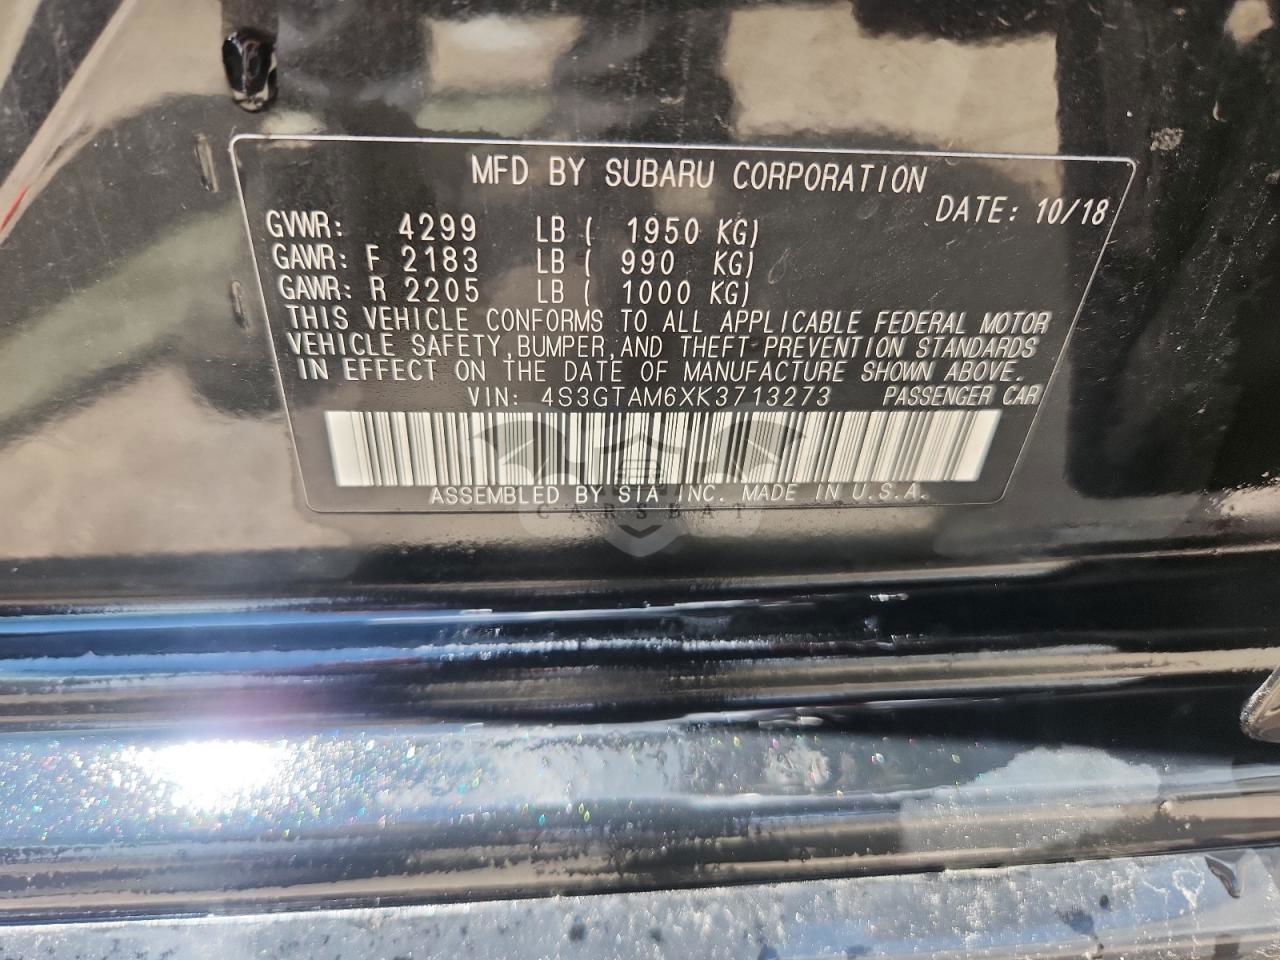 MFD BY SUBARU CORPORATION
DATE: 10/18
GVWR: 4299 LB ( 1950 KG)
GAWR: F 2183 LB ( 990 KG)
GAWR: R 2205 LB ( 1000 KG)
THIS VEHICLE CONFORMS TO ALL APPLICABLE FEDERAL MOTOR
VEHICLE SAFETY, BUMPER, AND THEFT PREVENTION STANDARDS
IN EFFECT ON THE DATE OF MANUFACTURE SHOWN ABOVE.
VIN: 4S3GTAM6XK3713273 PASSENGER CAR
ASSEMBLED BY SIA INC. MADE IN U.S.A.
CARSBAT